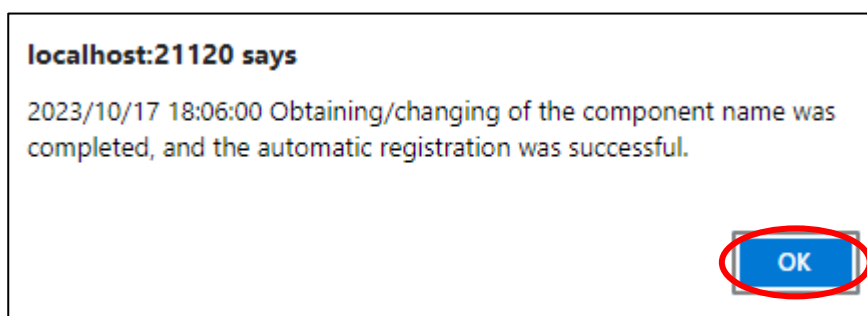 localhost:21120 says
2023/10/17 18:06:00 Obtaining/changing of the component name was
completed, and the automatic registration was successful.
OK